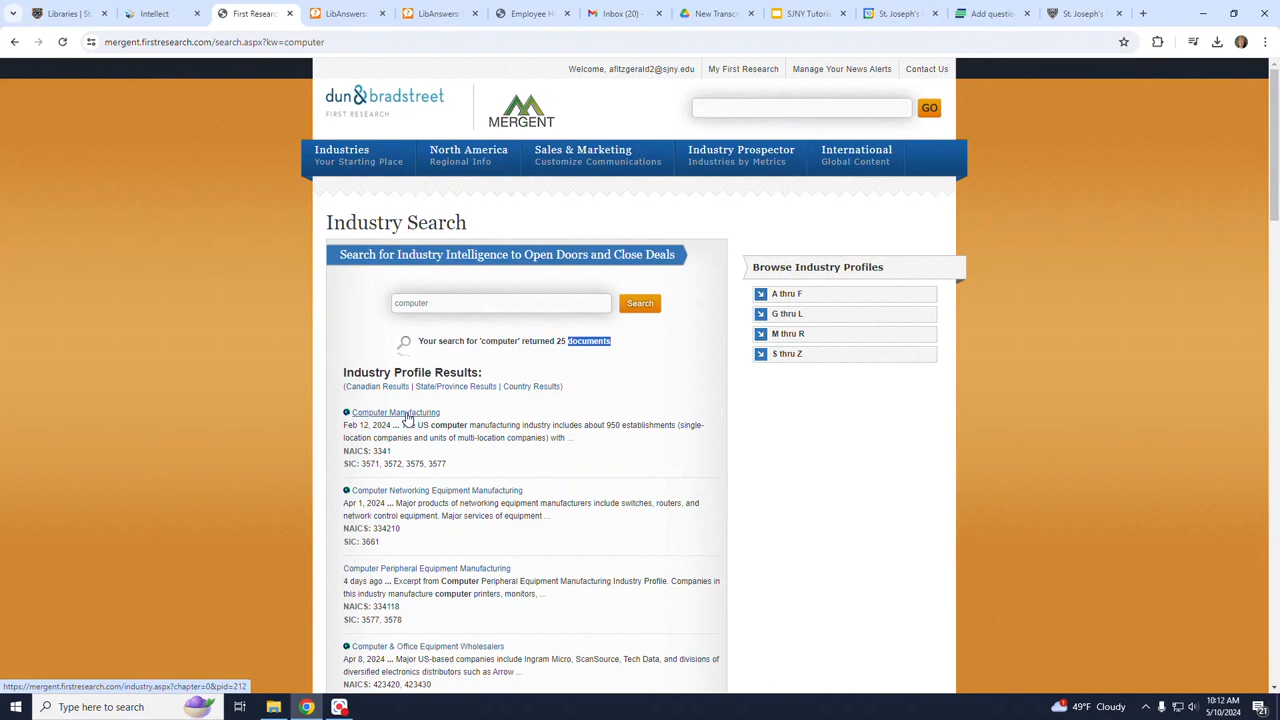 Libraries | S
Intellect
First Resear
LibAnswers
LibAnswers
Employee H
Inbox (20) -
New Transc
SJNY Tutoria
St. Joseph's
Add questio
St. Joseph's
mergent.firstresearch.com/search.aspx?kw=computer
Welcome, afitzgerald2@sjny.edu
My First Research
Manage Your News Alerts
Contact Us
dun & bradstreet
FIRST RESEARCH
MERGENT
GO
Industries
Your Starting Place
North America
Regional Info
Sales & Marketing
Customize Communications
Industry Prospector
Industries by Metrics
International
Global Content
Industry Search
Search for Industry Intelligence to Open Doors and Close Deals
computer
Search
Your search for 'computer' returned 25 documents
Industry Profile Results:
(Canadian Results | State/Province Results | Country Results)
Computer Manufacturing
Feb 12, 2024 ... US computer manufacturing industry includes about 950 establishments (single-
location companies and units of multi-location companies) with ...
NAICS: 3341
SIC: 3571, 3572, 3575, 3577
Computer Networking Equipment Manufacturing
Apr 1, 2024 ... Major products of networking equipment manufacturers include switches, routers, and
network control equipment. Major services of equipment ...
NAICS: 334210
SIC: 3661
Computer Peripheral Equipment Manufacturing
4 days ago ... Excerpt from Computer Peripheral Equipment Manufacturing Industry Profile. Companies in
this industry manufacture computer printers, monitors, ...
NAICS: 334118
SIC: 3577, 3578
Computer & Office Equipment Wholesalers
Apr 8, 2024 ... Major US-based companies include Ingram Micro, ScanSource, Tech Data, and divisions of
diversified electronics distributors such as Arrow ...
NAICS: 423420, 423430
Browse Industry Profiles
A thru F
G thru L
M thru R
S thru Z
https://mergent.firstresearch.com/industry.aspx?chapter=0&pid=212
Type here to search
49°F Cloudy
10:12 AM
5/10/2024
21